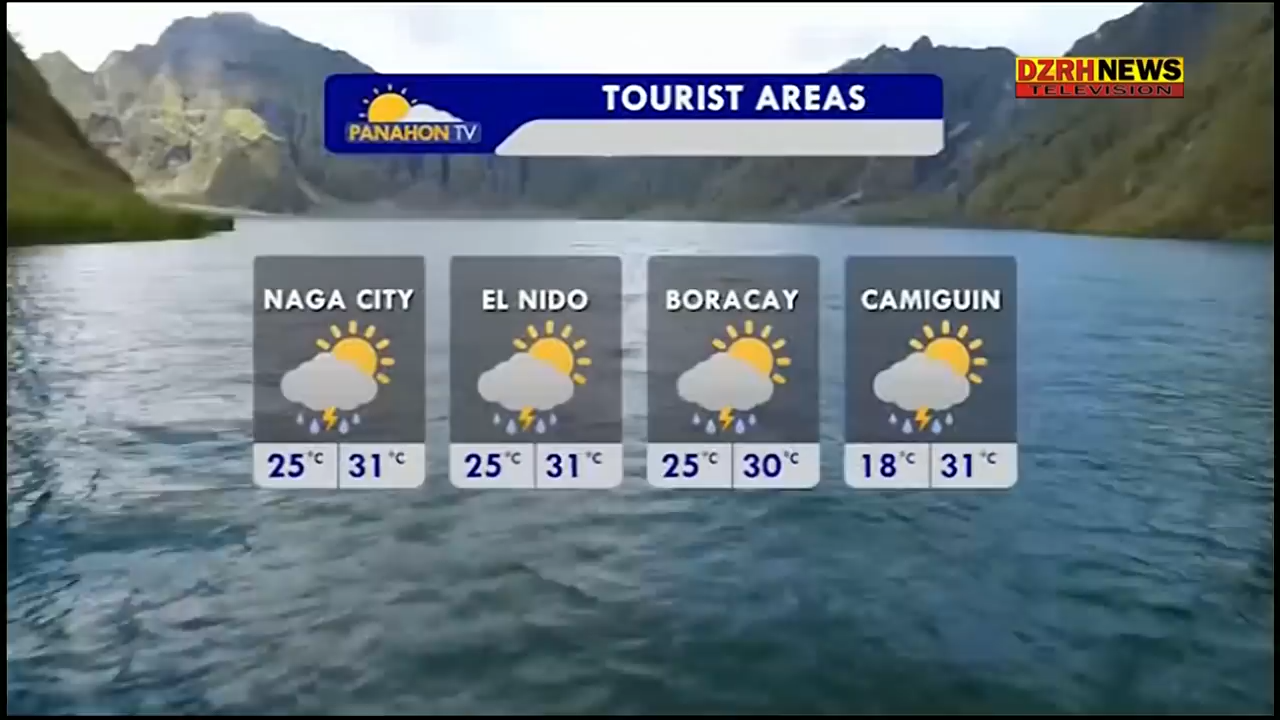 TOURIST AREAS
PANAHON TV
DZRH NEWS
TELEVISION
NAGA CITY
25°C 31°C
EL NIDO
25°C 31°C
BORACAY
25°C 30°C
CAMIGUIN
18°C 31°C